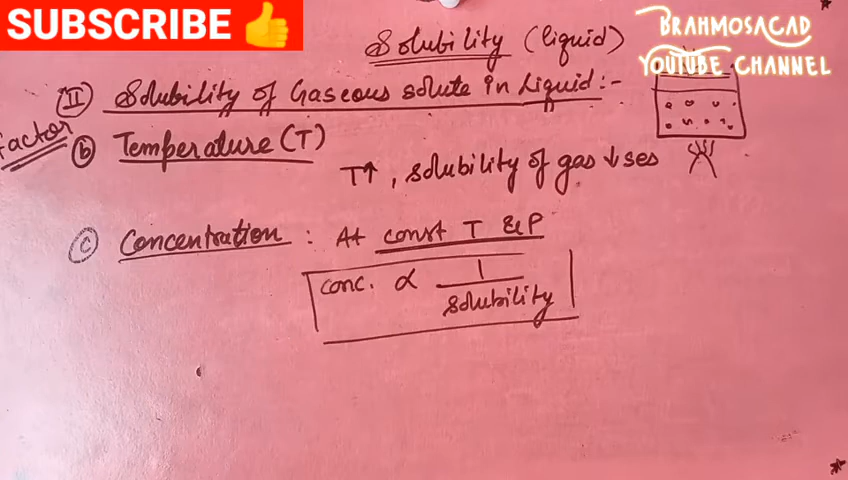 SUBSCRIBE
BRAHMOSACAD
YOUTUBE CHANNEL
Solubility (liquid)
II Solubility of Gaseous solute in Liquid:-
Factor
b Temperature (T)
T↑, solubility of gas ↓ses
c Concentration : At const T & P
conc. ∝ 1/solubility